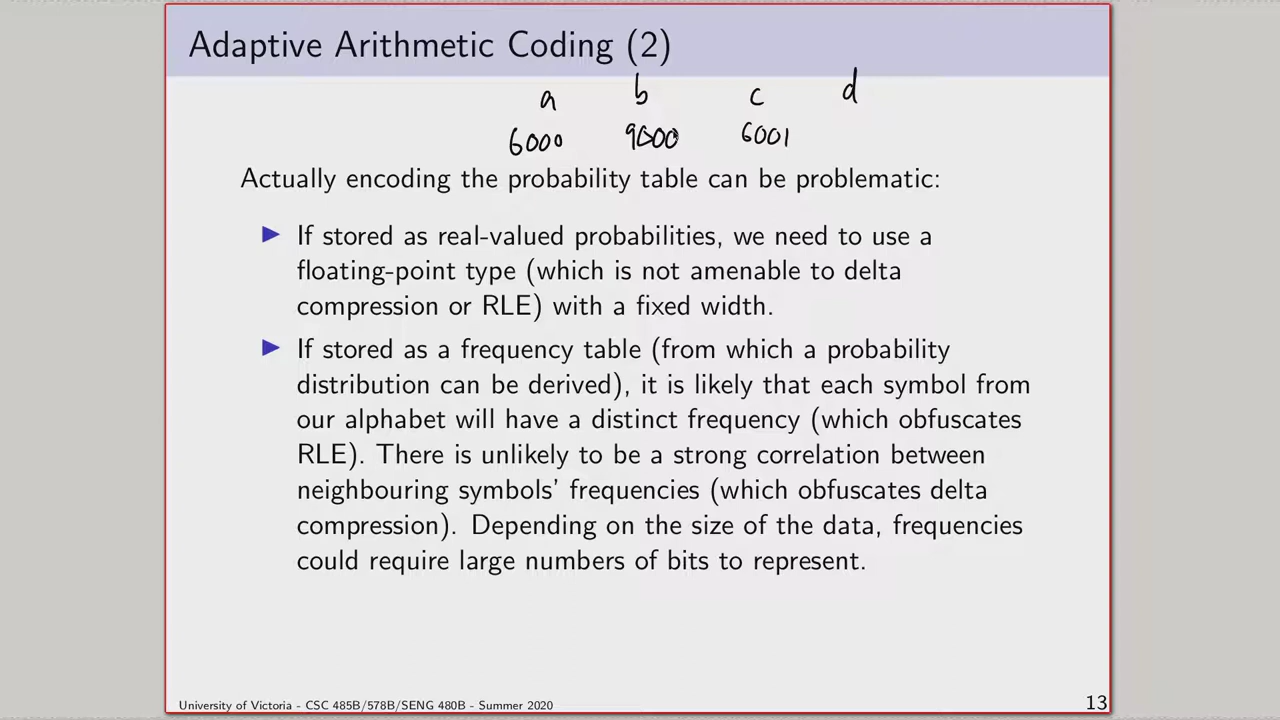 Adaptive Arithmetic Coding (2)
a b c d
6000 9000 6001
Actually encoding the probability table can be problematic:
▶ If stored as real-valued probabilities, we need to use a
floating-point type (which is not amenable to delta
compression or RLE) with a fixed width.
▶ If stored as a frequency table (from which a probability
distribution can be derived), it is likely that each symbol from
our alphabet will have a distinct frequency (which obfuscates
RLE). There is unlikely to be a strong correlation between
neighbouring symbols' frequencies (which obfuscates delta
compression). Depending on the size of the data, frequencies
could require large numbers of bits to represent.
University of Victoria - CSC 485B/578B/SENG 480B - Summer 2020
13